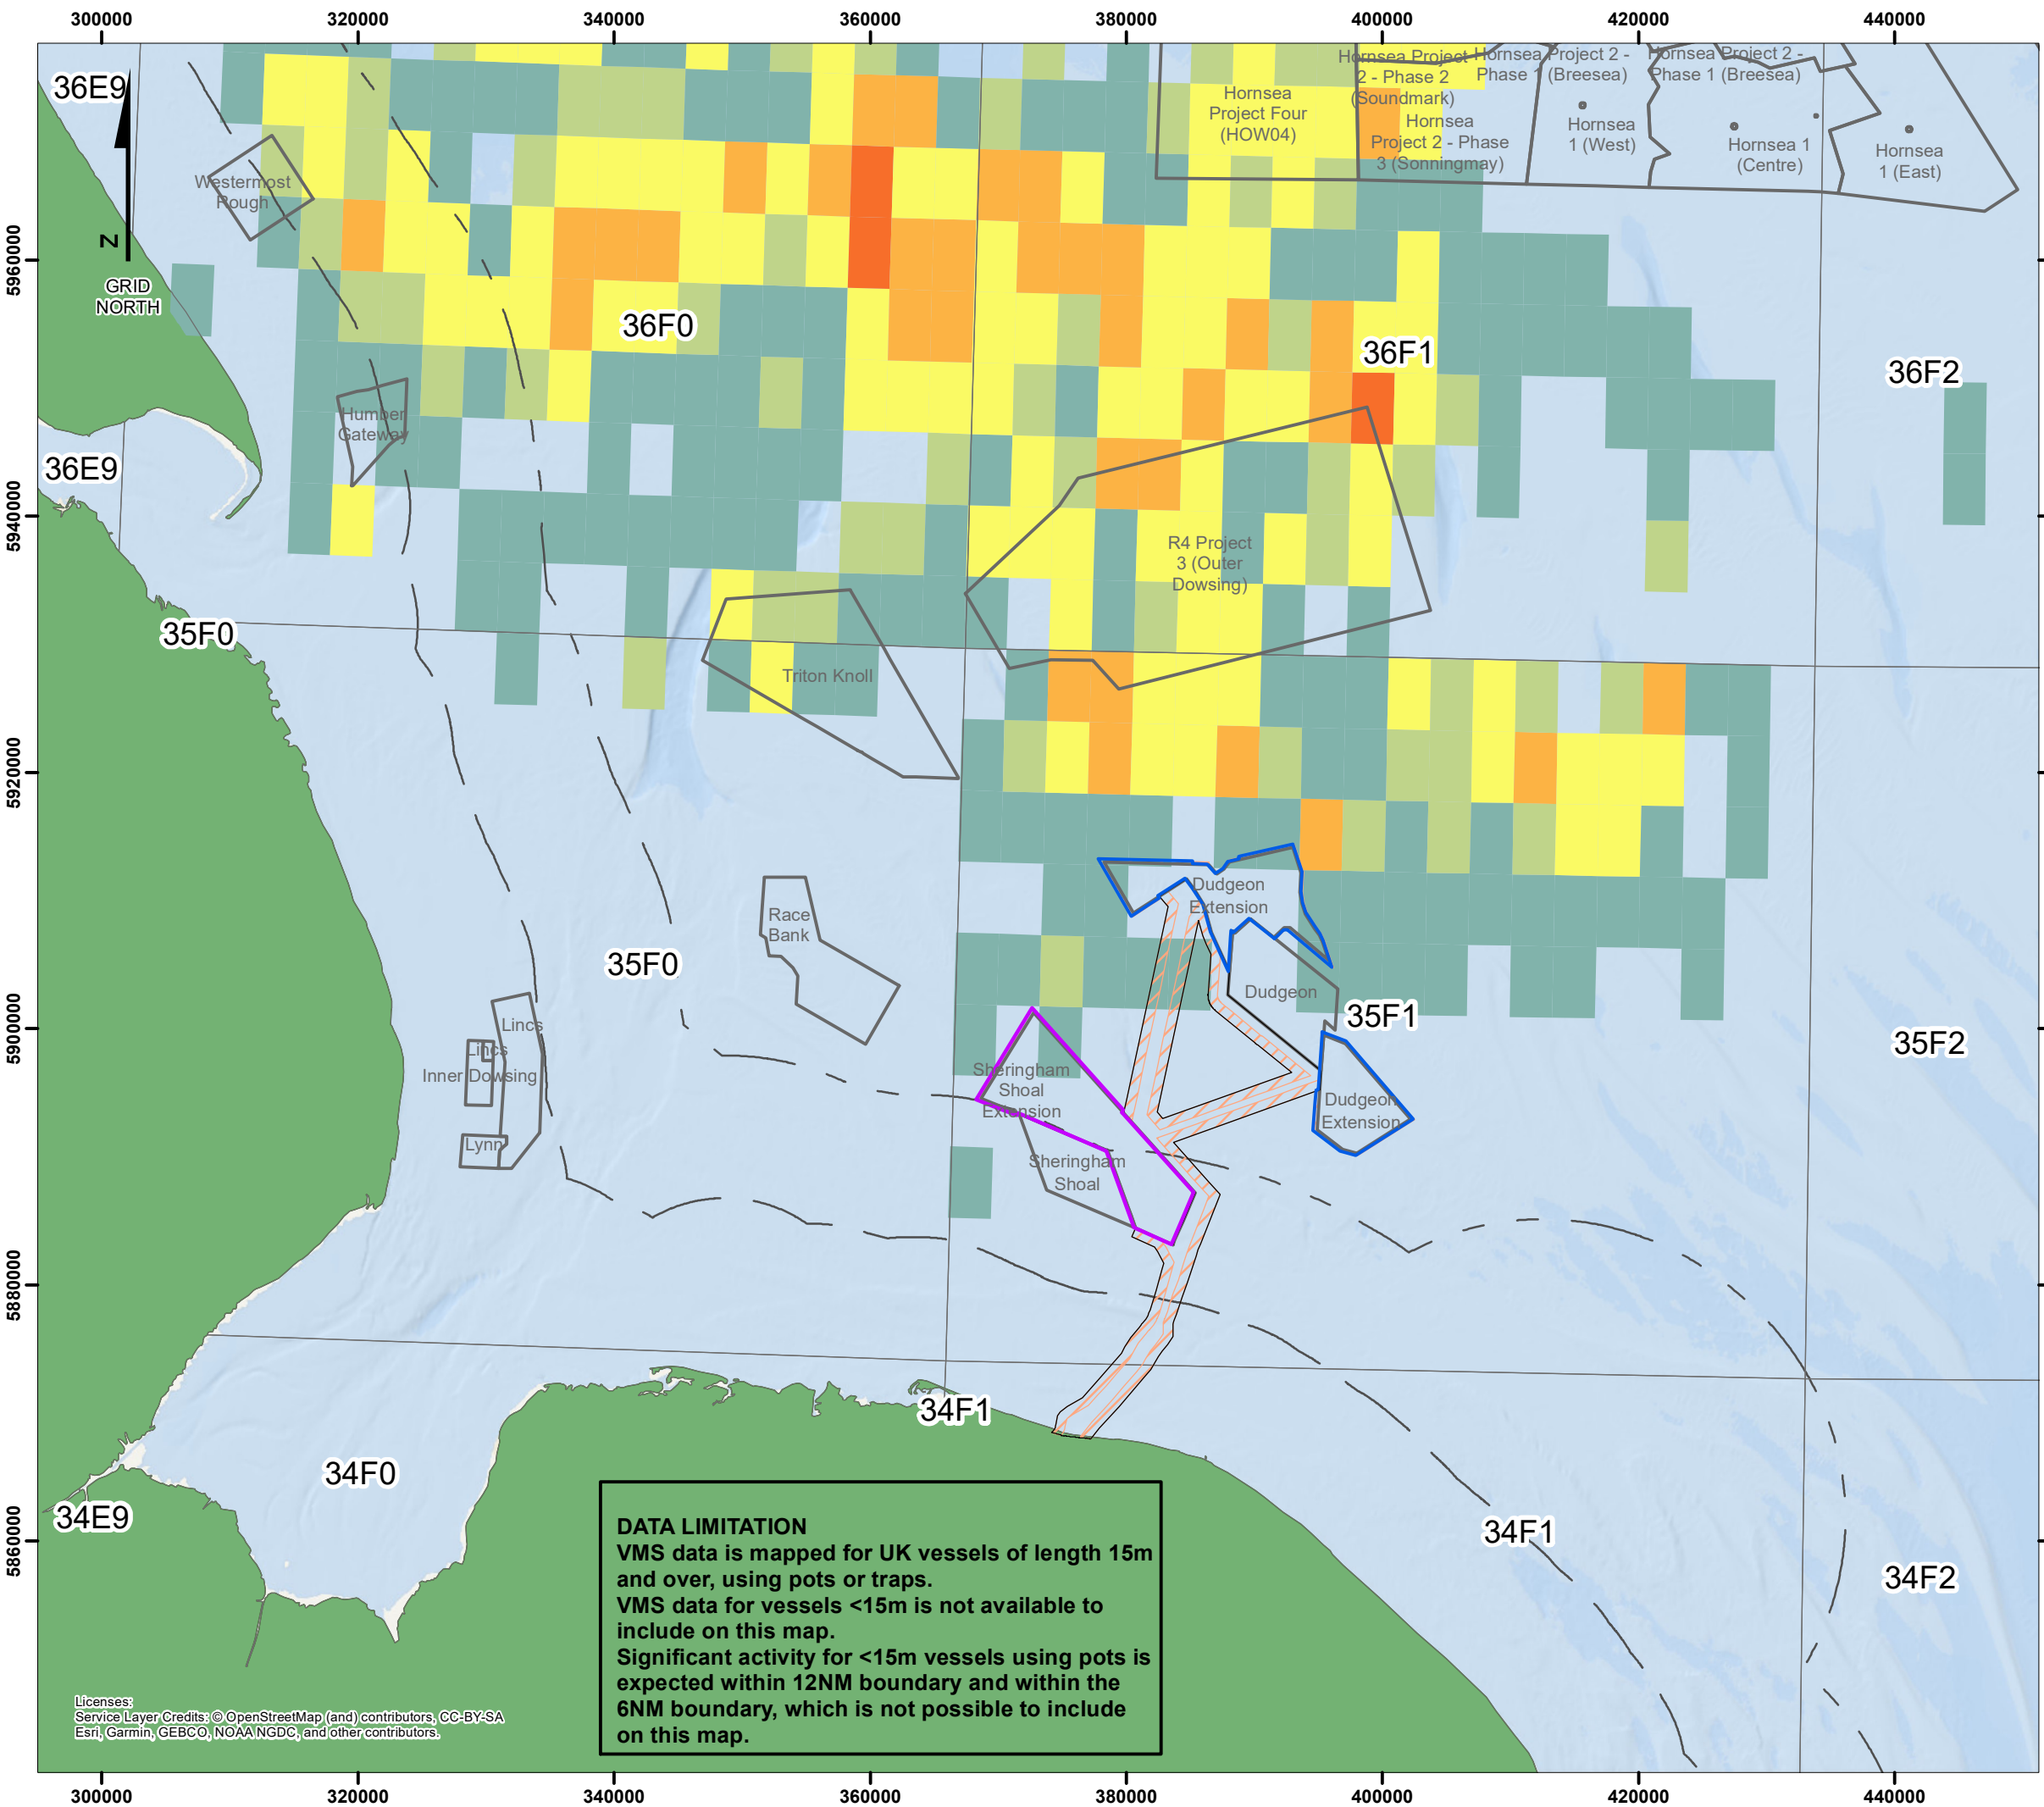 300000 320000 340000 360000 380000 400000 420000 440000
36E9
Hornsea Project
2 - Phase 2
(Soundmark)
Hornsea Project 2 -
Phase 1 (Breesea)
Hornsea Project 2 -
Phase 1 (Breesea)
Hornsea
Project Four
(HOW04)
Hornsea
Project 2 - Phase
3 (Sonningmay)
Hornsea
1 (West)
Hornsea 1
(Centre)
Hornsea
1 (East)
Westermost
Rough
N
GRID
NORTH
5960000
36F0
36F1
36F2
Humber
Gateway
36E9
5940000
R4 Project
3 (Outer
Dowsing)
35F0
Triton Knoll
5920000
Dudgeon
Extension
Race
Bank
35F0
Dudgeon
35F1
35F2
5900000
Lincs
Lincs
Inner Dowsing
Sheringham
Shoal
Extension
Dudgeon
Extension
Lynn
Sheringham
Shoal
5880000
34F1
34F0
34E9
34F1
34F2
5860000
DATA LIMITATION
VMS data is mapped for UK vessels of length 15m
and over, using pots or traps.
VMS data for vessels <15m is not available to
include on this map.
Significant activity for <15m vessels using pots is
expected within 12NM boundary and within the
6NM boundary, which is not possible to include
on this map.
Licenses:
Service Layer Credits: © OpenStreetMap (and) contributors, CC-BY-SA
Esri, Garmin, GEBCO, NOAA NGDC, and other contributors.
300000 320000 340000 360000 380000 400000 420000 440000